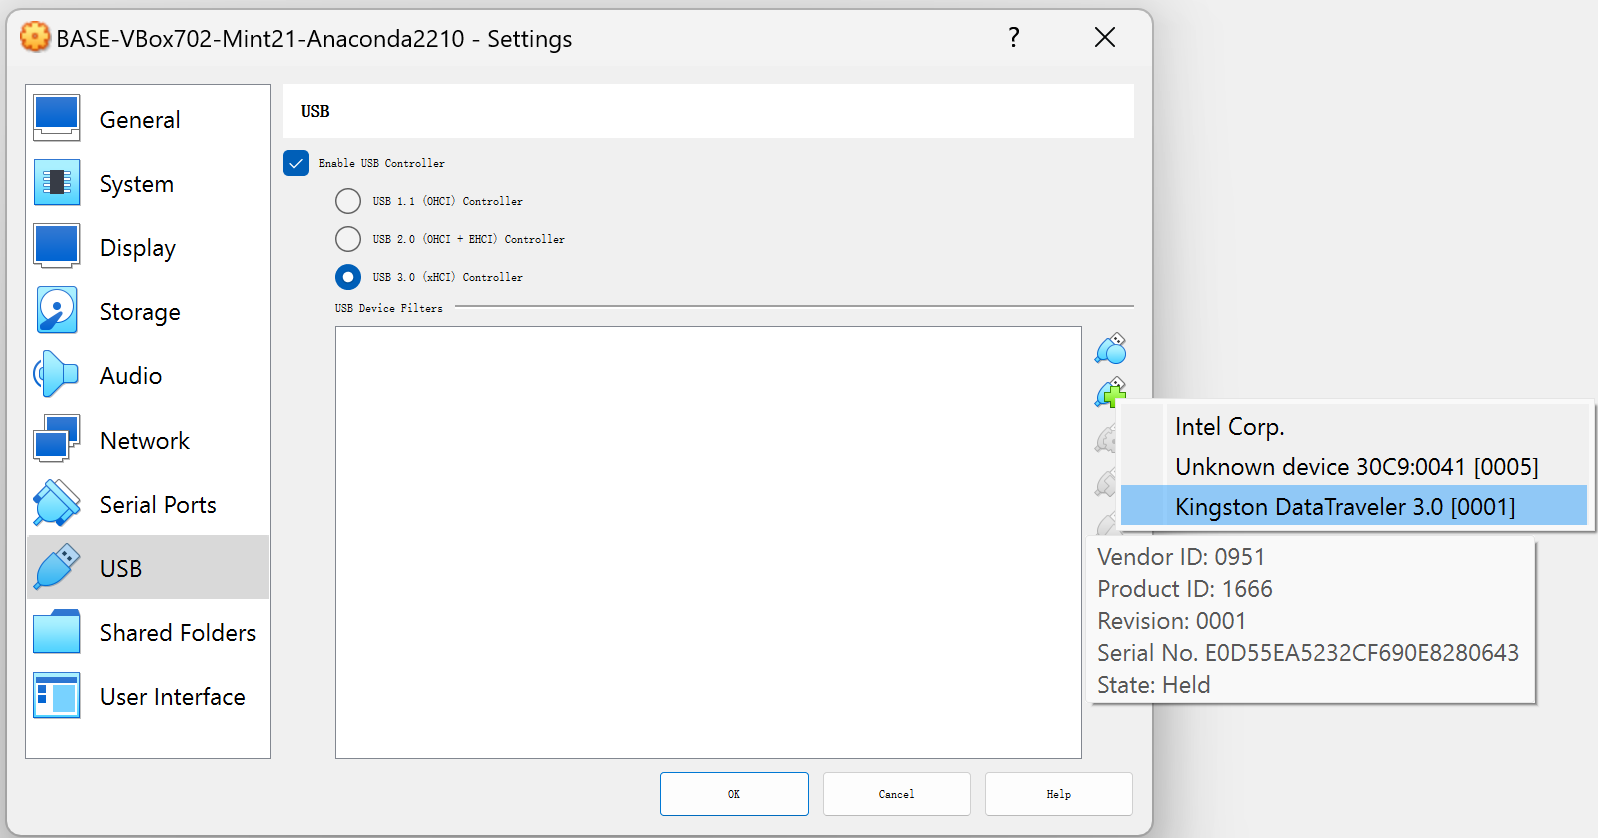 BASE-VBox702-Mint21-Anaconda2210 - Settings
?
General
System
Display
Storage
Audio
Network
Serial Ports
USB
Shared Folders
User Interface
USB
Enable USB Controller
USB 1.1 (OHCI) Controller
USB 2.0 (OHCI + EHCI) Controller
USB 3.0 (xHCI) Controller
USB Device Filters
Intel Corp.
Unknown device 30C9:0041 [0005]
Kingston DataTraveler 3.0 [0001]
Vendor ID: 0951
Product ID: 1666
Revision: 0001
Serial No. E0D55EA5232CF690E8280643
State: Held
OK
Cancel
Help